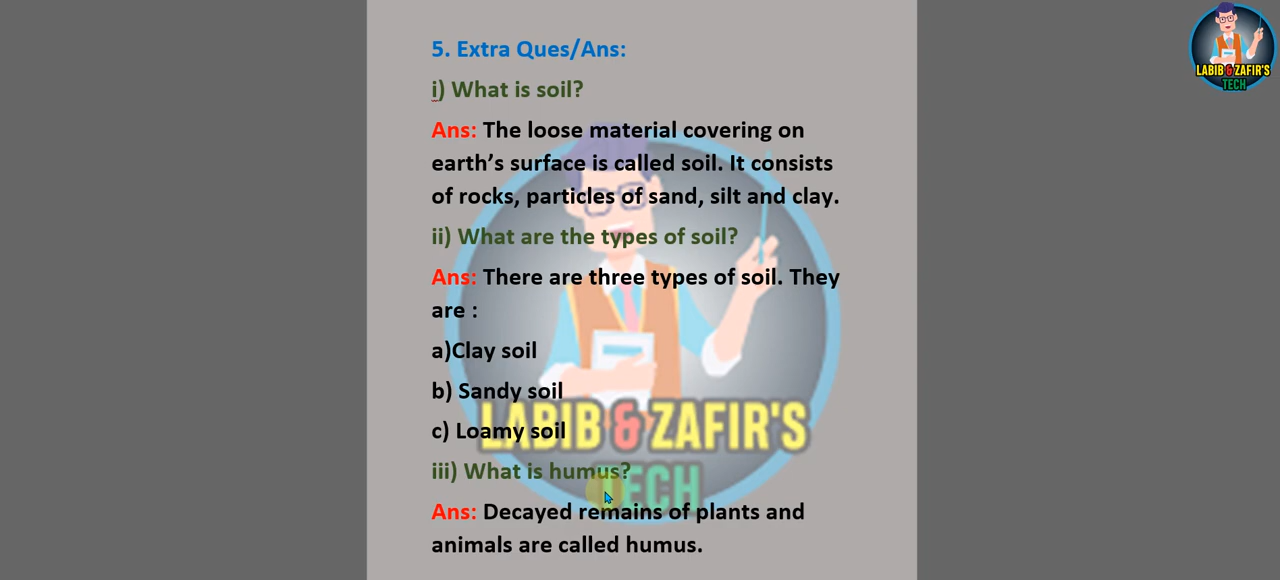 5. Extra Ques/Ans:
i) What is soil?
Ans: The loose material covering on
earth’s surface is called soil. It consists
of rocks, particles of sand, silt and clay.
ii) What are the types of soil?
Ans: There are three types of soil. They
are :
a)Clay soil
b) Sandy soil
c) Loamy soil
iii) What is humus?
Ans: Decayed remains of plants and
animals are called humus.
LABIB & ZAFIR'S
TECH
LABIB & ZAFIR'S
TECH